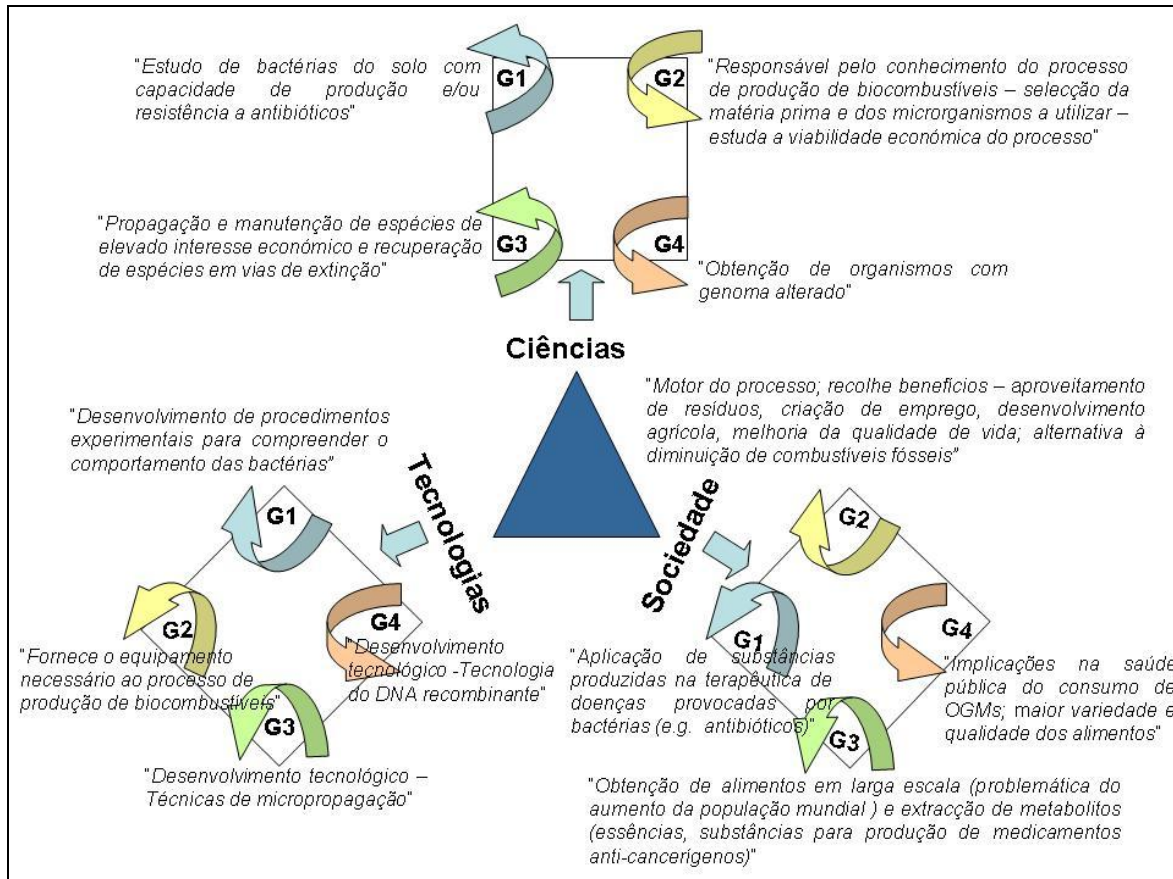 "Estudo de bactérias do solo com
capacidade de produção e/ou
resistência a antibióticos"
G1
G2
"Responsável pelo conhecimento do processo
de produção de biocombustíveis – selecção da
matéria prima e dos microrganismos a utilizar –
estuda a viabilidade económica do processo"
"Propagação e manutenção de espécies de
elevado interesse económico e recuperação
de espécies em vias de extinção"
G3
G4
"Obtenção de organismos com
genoma alterado"
Ciências
"Desenvolvimento de procedimentos
experimentais para compreender o
comportamento das bactérias"
"Motor do processo; recolhe benefícios – aproveitamento
de resíduos, criação de emprego, desenvolvimento
agrícola, melhoria da qualidade de vida; alternativa à
diminuição de combustíveis fósseis"
Tecnologias
Sociedade
G1
G2
G4
G3
"Fornece o equipamento
necessário ao processo de
produção de biocombustíveis"
"Desenvolvimento
tecnológico -Tecnologia
do DNA recombinante"
"Desenvolvimento tecnológico –
Técnicas de micropropagação"
G2
G1
G4
G3
"Aplicação de substâncias
produzidas na terapêutica de
doenças provocadas por
bactérias (e.g. antibióticos)"
"Implicações na saúde
pública do consumo de
OGMs; maior variedade e
qualidade dos alimentos"
"Obtenção de alimentos em larga escala (problemática do
aumento da população mundial ) e extracção de metabolitos
(essências, substâncias para produção de medicamentos
anti-cancerígenos)"